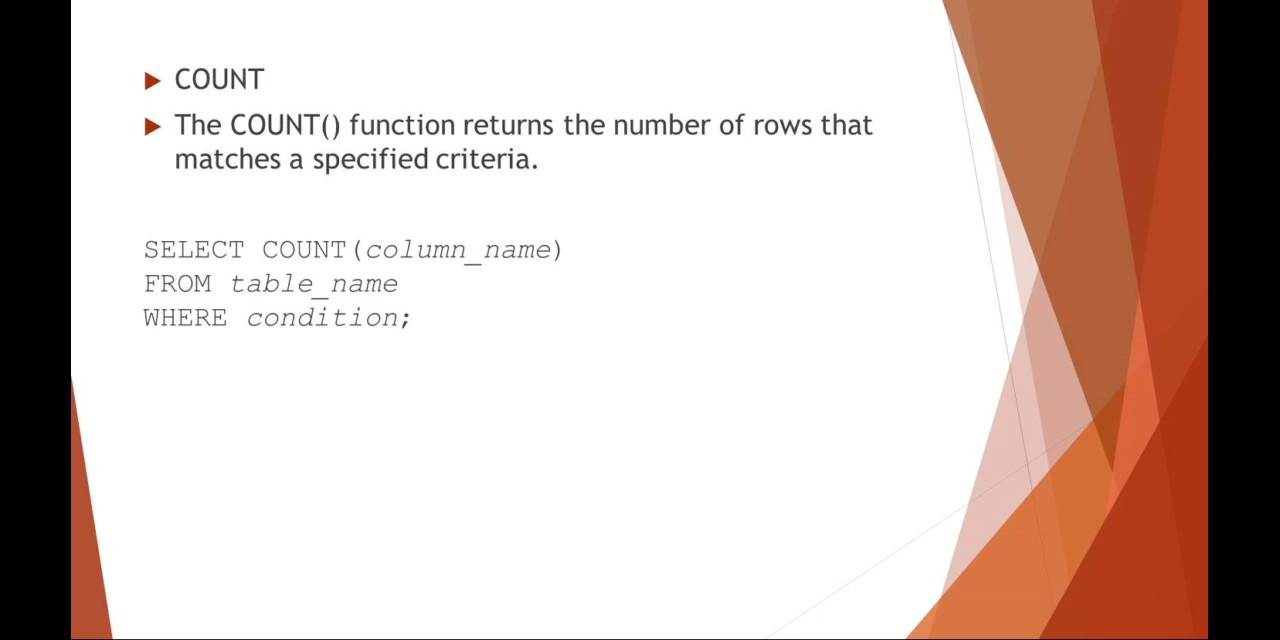 COUNT
The COUNT() function returns the number of rows that
matches a specified criteria.
SELECT COUNT(column_name)
FROM table_name
WHERE condition;